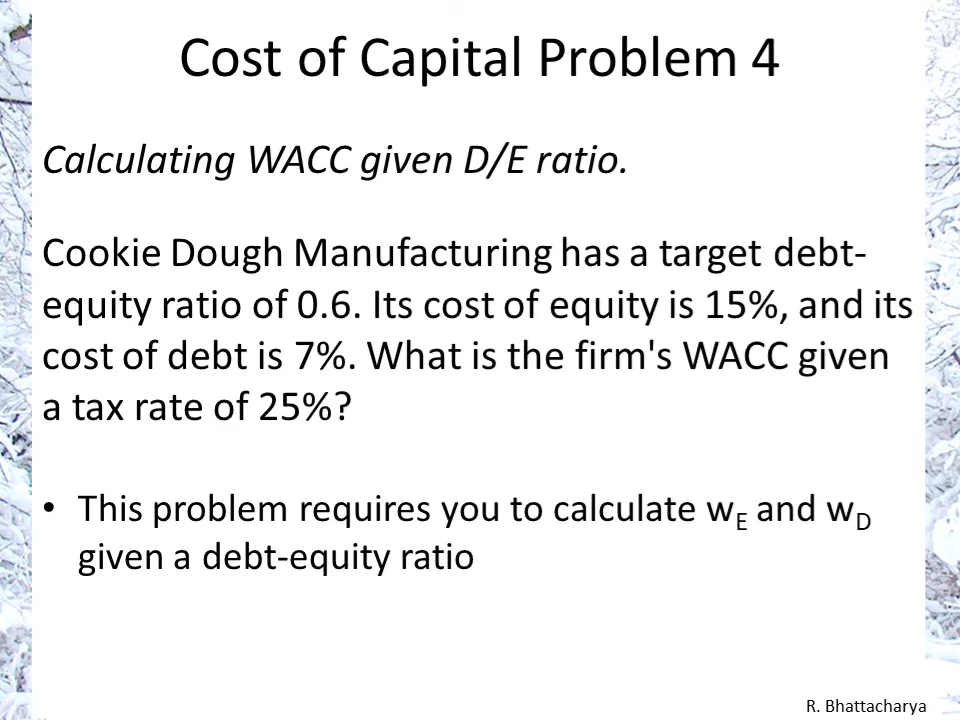 Cost of Capital Problem 4
Calculating WACC given D/E ratio.
Cookie Dough Manufacturing has a target debt-
equity ratio of 0.6. Its cost of equity is 15%, and its
cost of debt is 7%. What is the firm's WACC given
a tax rate of 25%?
• This problem requires you to calculate wE and wD
given a debt-equity ratio
R. Bhattacharya